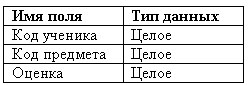 Имя поля Тип данных
Код ученика Целое
Код предмета Целое
Оценка Целое